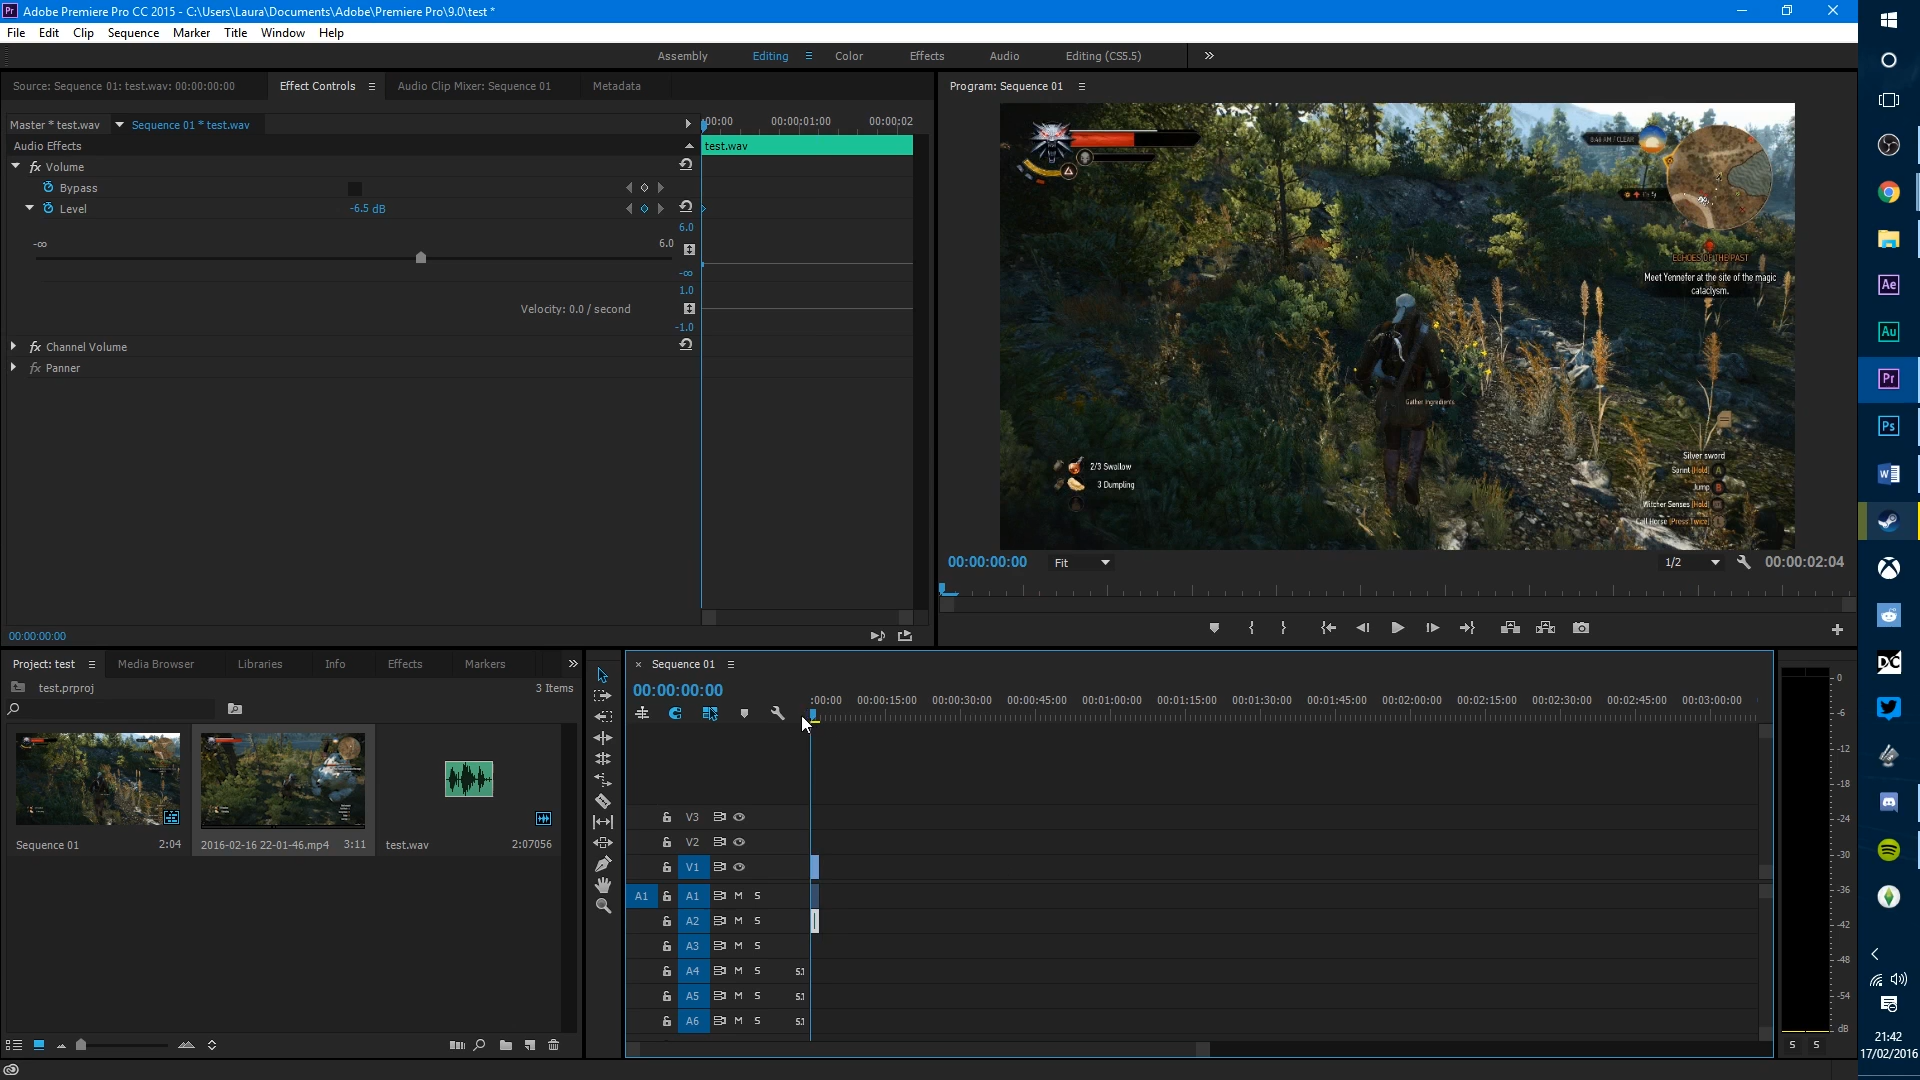 Pr Adobe Premiere Pro CC 2015 - C:\Users\Laura\Documents\Adobe\Premiere Pro\9.0\test *
File Edit Clip Sequence Marker Title Window Help
Assembly Editing Color Effects Audio Editing (CS5.5)
Source: Sequence 01: test.wav: 00:00:00:00 Effect Controls Audio Clip Mixer: Sequence 01 Metadata
Program: Sequence 01
Master * test.wav Sequence 01 * test.wav
:00:00 00:00:01:00 00:00:02
Audio Effects
test.wav
fx Volume
Bypass
Level -6.5 dB
6.0
-∞ 6.0
-∞
1.0
Velocity: 0.0 / second
-1.0
fx Channel Volume
fx Panner
00:00:00:00
8:48 AM CLEAR
ECHOES OF THE PAST
Meet Yennefer at the site of the magic
cataclysm.
A
Gather Ingredients
2/3 Swallow
3 Dumpling
Silver sword
Sprint [Hold] A
Jump B
Witcher Senses [Hold]
Call Horse [Press Twice]
00:00:00:00 Fit 1/2 00:00:02:04
Project: test Media Browser Libraries Info Effects Markers
test.prproj 3 Items
Sequence 01 2:04
2016-02-16 22-01-46.mp4 3:11
test.wav 2:07056
× Sequence 01
00:00:00:00
:00:00 00:00:15:00 00:00:30:00 00:00:45:00 00:01:00:00 00:01:15:00 00:01:30:00 00:01:45:00 00:02:00:00 00:02:15:00 00:02:30:00 00:02:45:00 00:03:00:00
V3
V2
V1
A1 A1 M S
A2 M S
A3 M S
A4 M S 5.1
A5 M S 5.1
A6 M S 5.1
0
-6
-12
-18
-24
-30
-36
-42
-48
-54
dB
S S
Ae
Au
Pr
Ps
W
DC
21:42
17/02/2016